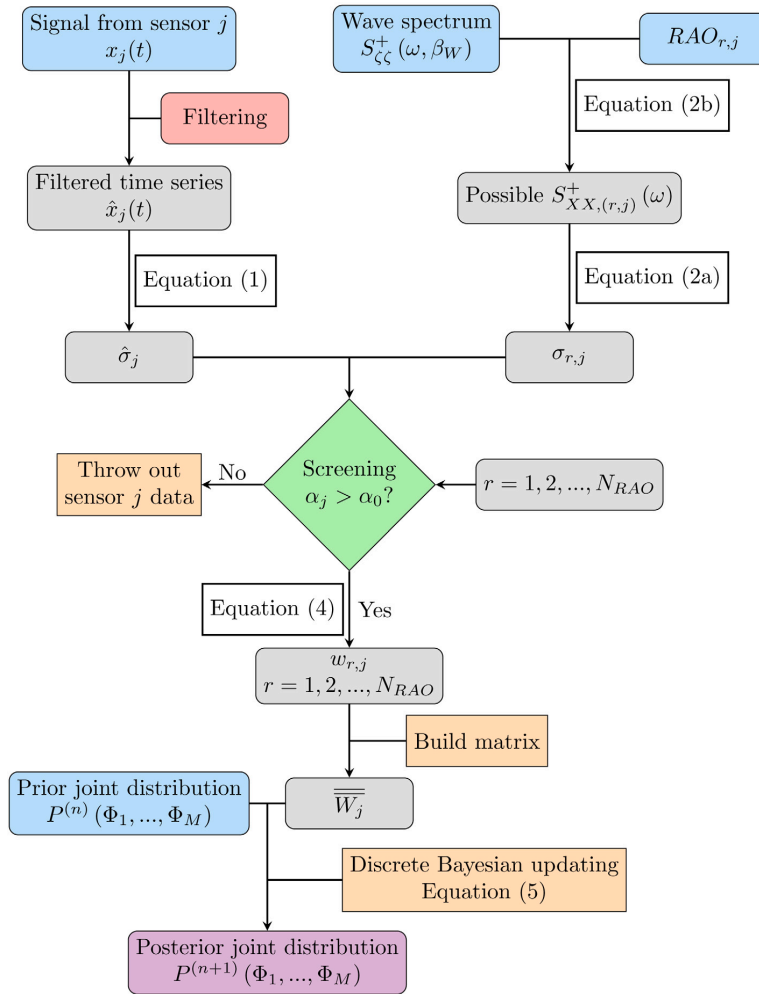 Signal from sensor j
x_j(t)
Wave spectrum
S^+_{ζζ} (ω, β_W)
RAO_{r,j}
Equation (2b)
Filtering
Filtered time series
x̂_j(t)
Possible S^+_{XX,(r,j)} (ω)
Equation (1)
Equation (2a)
σ̂_j
σ_{r,j}
Screening
α_j > α_0?
No
Throw out
sensor j data
r = 1, 2, ..., N_{RAO}
Equation (4)
Yes
w_{r,j}
r = 1, 2, ..., N_{RAO}
Build matrix
Prior joint distribution
P^{(n)} (Φ_1, ..., Φ_M)
W_j
Discrete Bayesian updating
Equation (5)
Posterior joint distribution
P^{(n+1)} (Φ_1, ..., Φ_M)